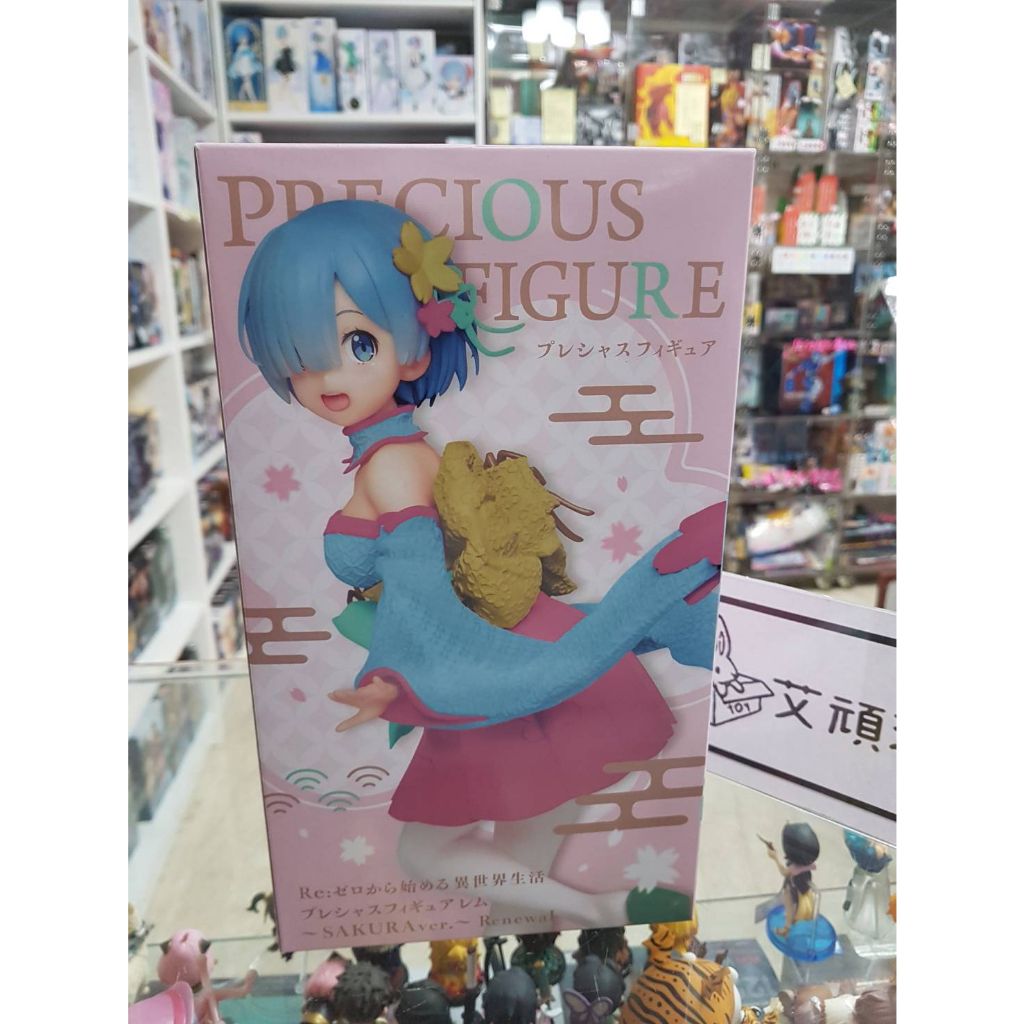 PRECIOUS
FIGURE
プレシャスフィギュア
艾頑
101
Re:ゼロから始める異世界生活
プレシャスフィギュア レム
～SAKURAver.～ Renewal